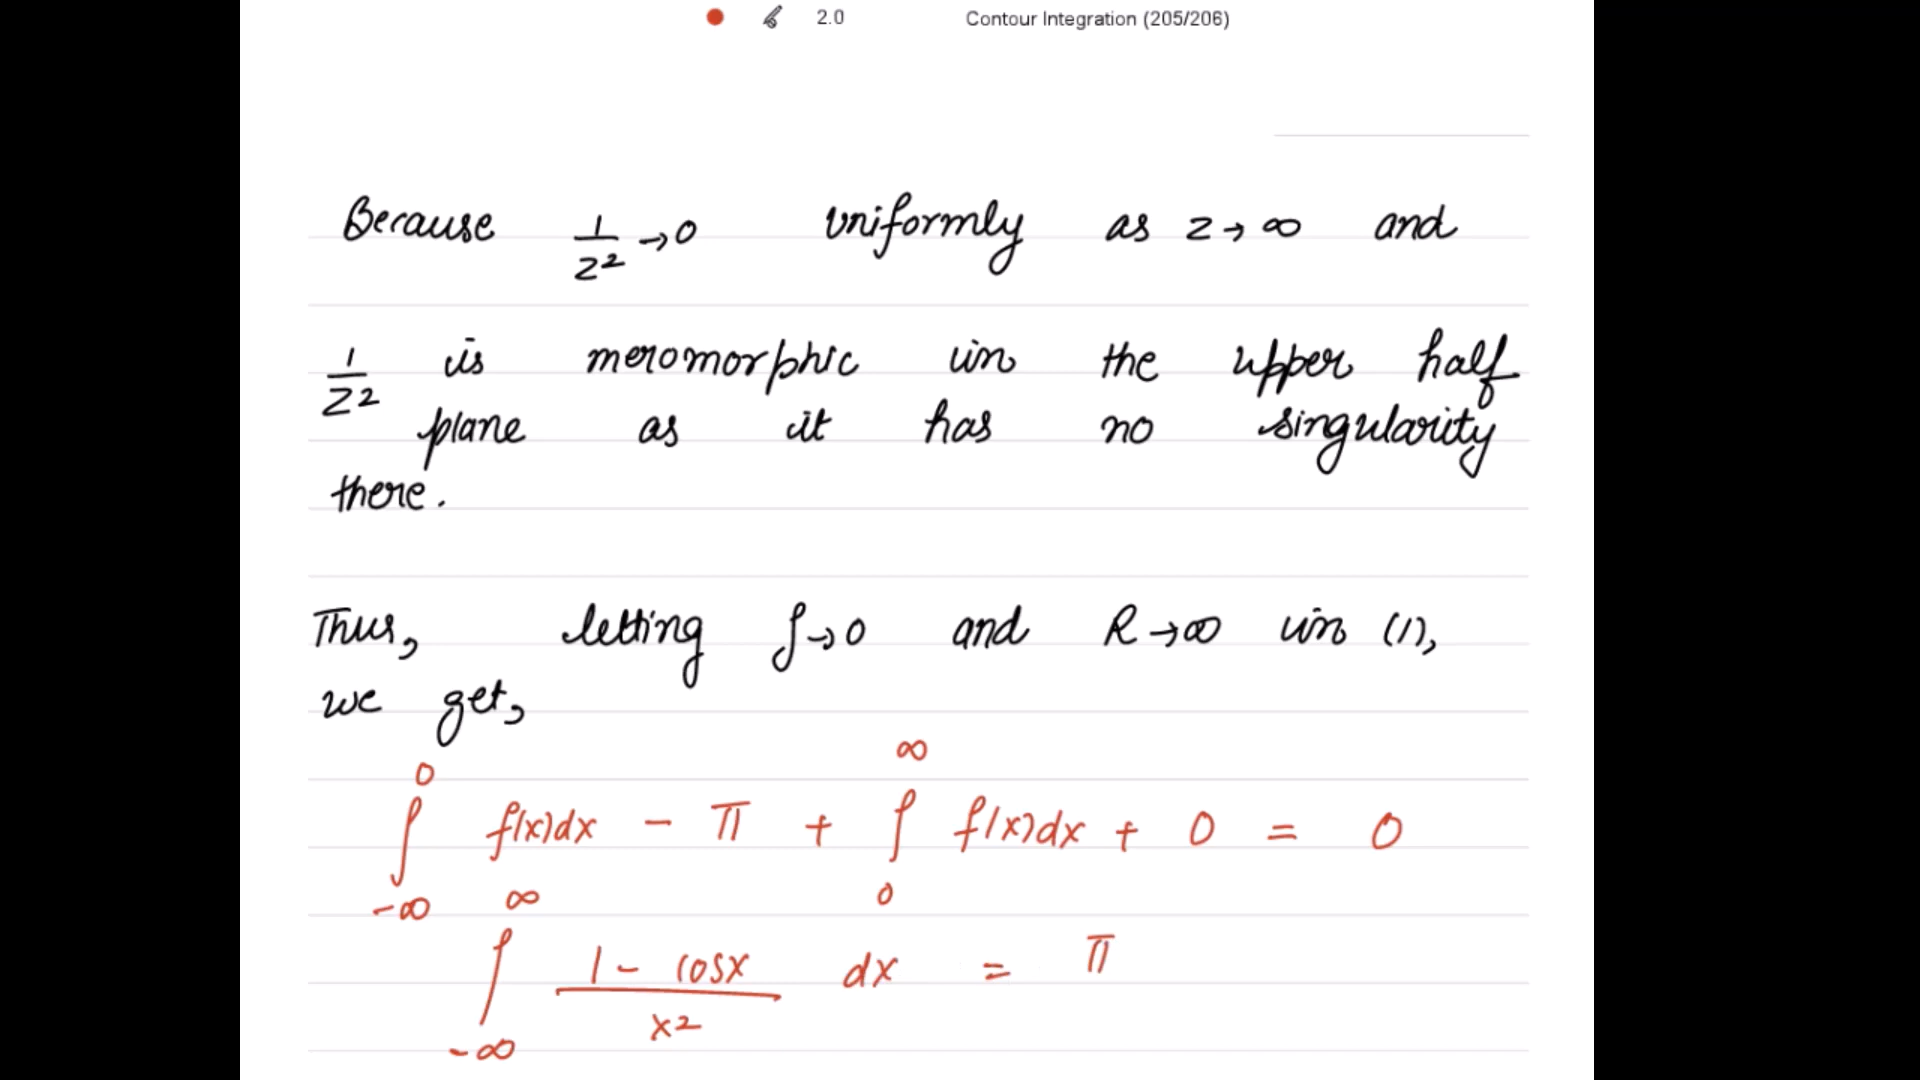 2.0 Contour Integration (205/206)
Because 1/z² → 0 uniformly as z → ∞ and
1/z² is meromorphic in the upper half
plane as it has no singularity
there.
Thus, letting ρ → 0 and R → ∞ in (1),
we get,
∫_{-∞}^{0} f(x)dx - π + ∫_{0}^{∞} f(x)dx + 0 = 0
∫_{-∞}^{∞} (1 - cosx)/x² dx = π